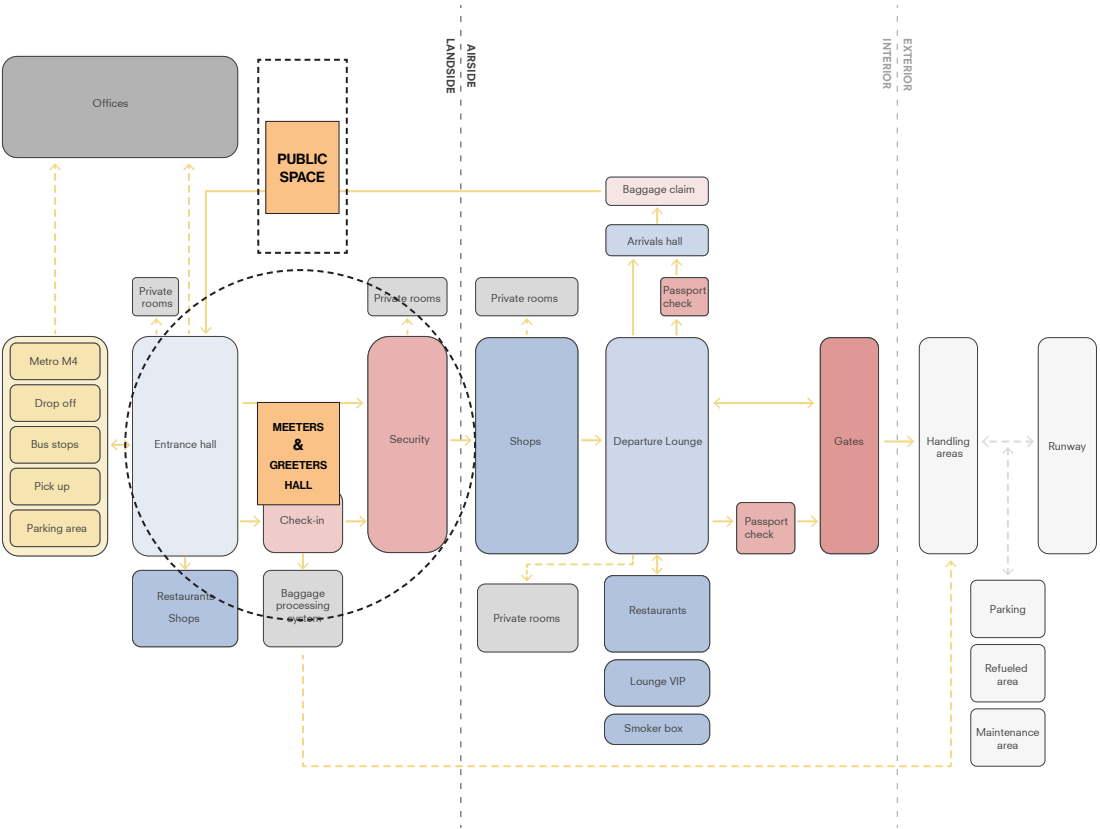 LANDSIDE
AIRSIDE
INTERIOR
EXTERIOR
Offices
PUBLIC
SPACE
Baggage claim
Arrivals hall
Private
rooms
Private rooms
Private rooms
Passport
check
Metro M4
Drop off
Bus stops
Pick up
Parking area
Entrance hall
MEETERS
&
GREETERS
HALL
Check-in
Security
Shops
Departure Lounge
Passport
check
Gates
Handling
areas
Runway
Restaurants
Shops
Baggage
processing
system
Private rooms
Restaurants
Lounge VIP
Smoker box
Parking
Refueled
area
Maintenance
area